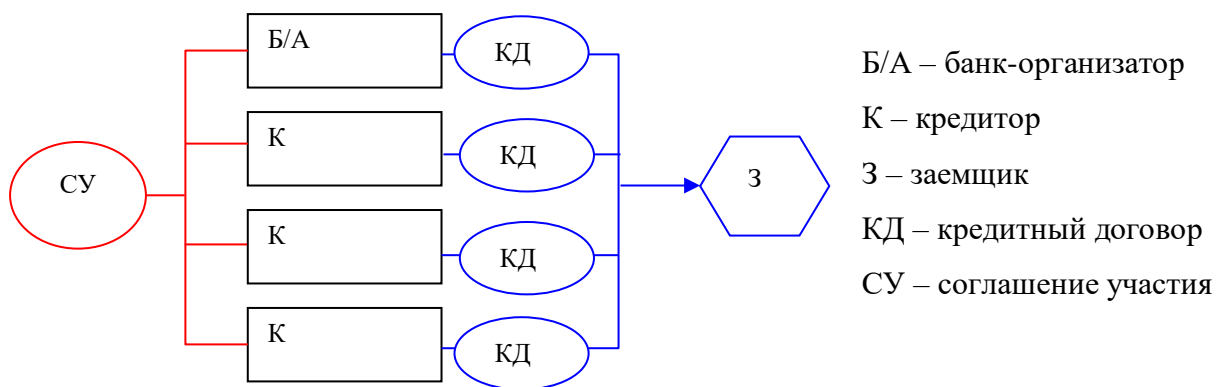 Б/А
КД
К
КД
СУ
К
КД
К
КД
З
Б/А – банк-организатор
К – кредитор
З – заемщик
КД – кредитный договор
СУ – соглашение участия